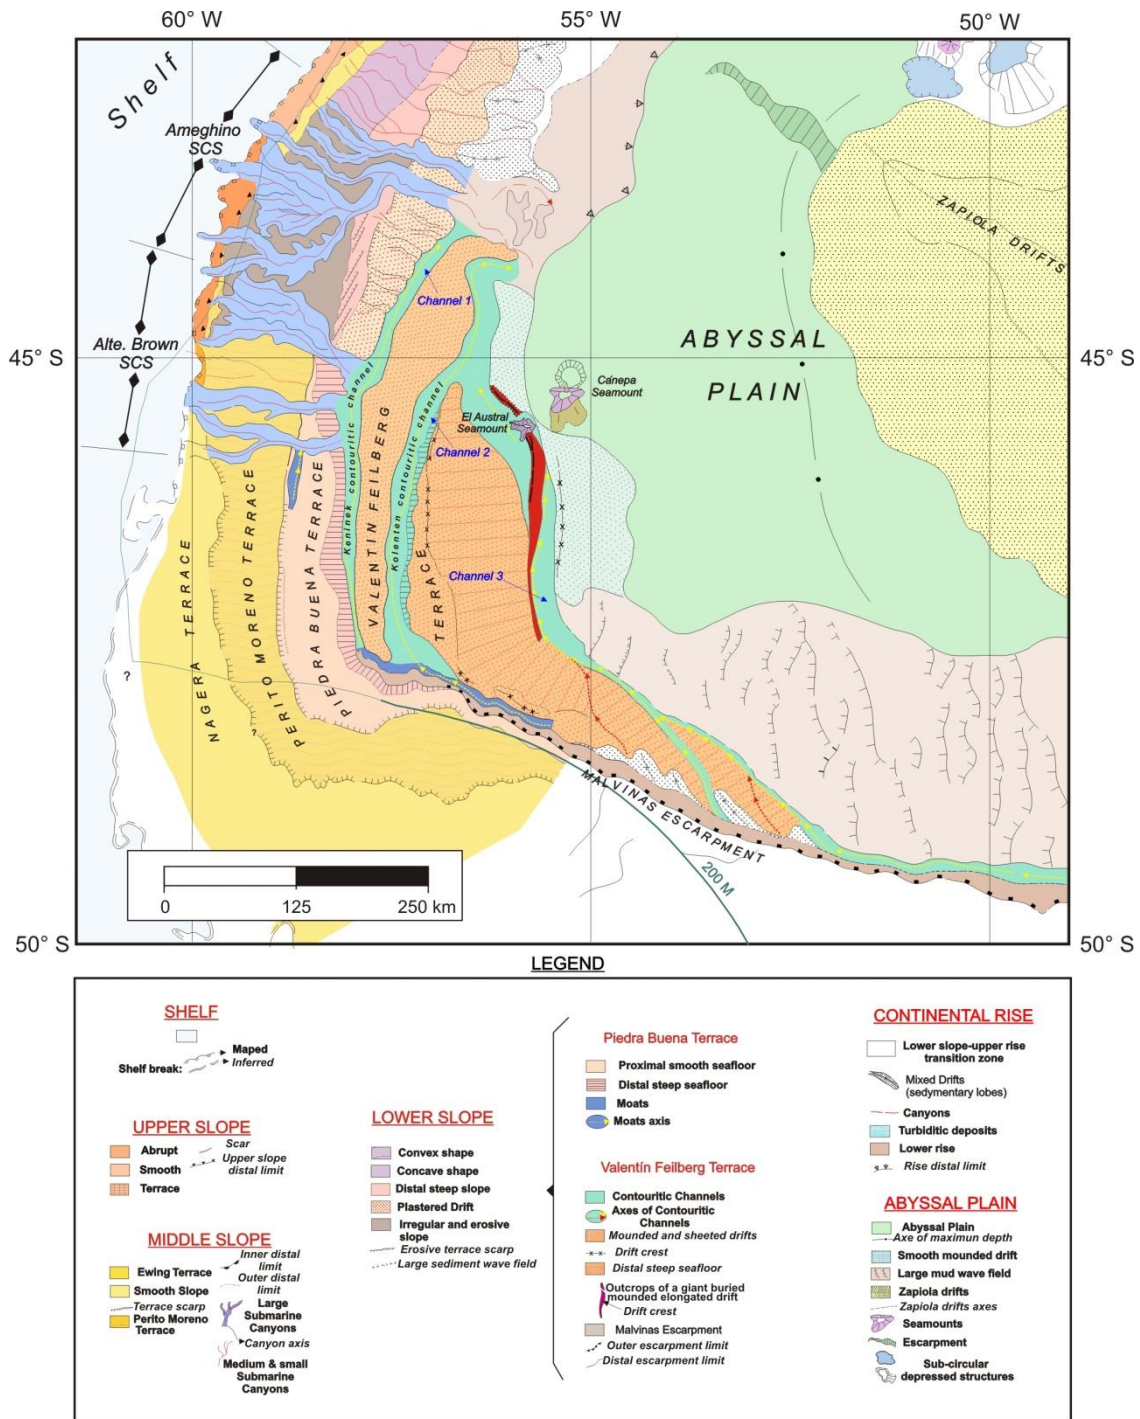 60° W
55° W
50° W
Shelf
Ameghino
SCS
ZAPIOLA DRIFTS
Channel 1
Alte. Brown
SCS
45° S
45° S
ABYSSAL
PLAIN
Cánepa
Seamount
El Austral
Seamount
Channel 2
Keninek contouritic channel
VALENTIN FEILBERG
Kolenten contouritic channel
TERRACE
Channel 3
NAGERA TERRACE
PERITO MORENO TERRACE
PIEDRA BUENA TERRACE
?
?
MALVINAS ESCARPMENT
200 M
0
125
250 km
50° S
50° S
LEGEND
SHELF
Shelf break:
Maped
Inferred
UPPER SLOPE
Abrupt
Smooth
Terrace
Scar
Upper slope
distal limit
MIDDLE SLOPE
Ewing Terrace
Smooth Slope
Terrace scarp
Perito Moreno
Terrace
Inner distal
limit
Outer distal
limit
Large
Submarine
Canyons
Canyon axis
Medium & small
Submarine
Canyons
LOWER SLOPE
Convex shape
Concave shape
Distal steep slope
Plastered Drift
Irregular and erosive
slope
Erosive terrace scarp
Large sediment wave field
Piedra Buena Terrace
Proximal smooth seafloor
Distal steep seafloor
Moats
Moats axis
Valentín Feilberg Terrace
Contouritic Channels
Axes of Contouritic
Channels
Mounded and sheeted drifts
Drift crest
Distal steep seafloor
Outcrops of a giant buried
mounded elongated drift
Drift crest
Malvinas Escarpment
Outer escarpment limit
Distal escarpment limit
CONTINENTAL RISE
Lower slope-upper rise
transition zone
Mixed Drifts
(sedymentary lobes)
Canyons
Turbiditic deposits
Lower rise
Rise distal limit
ABYSSAL PLAIN
Abyssal Plain
Axe of maximun depth
Smooth mounded drift
Large mud wave field
Zapiola drifts
Zapiola drifts axes
Seamounts
Escarpment
Sub-circular
depressed structures